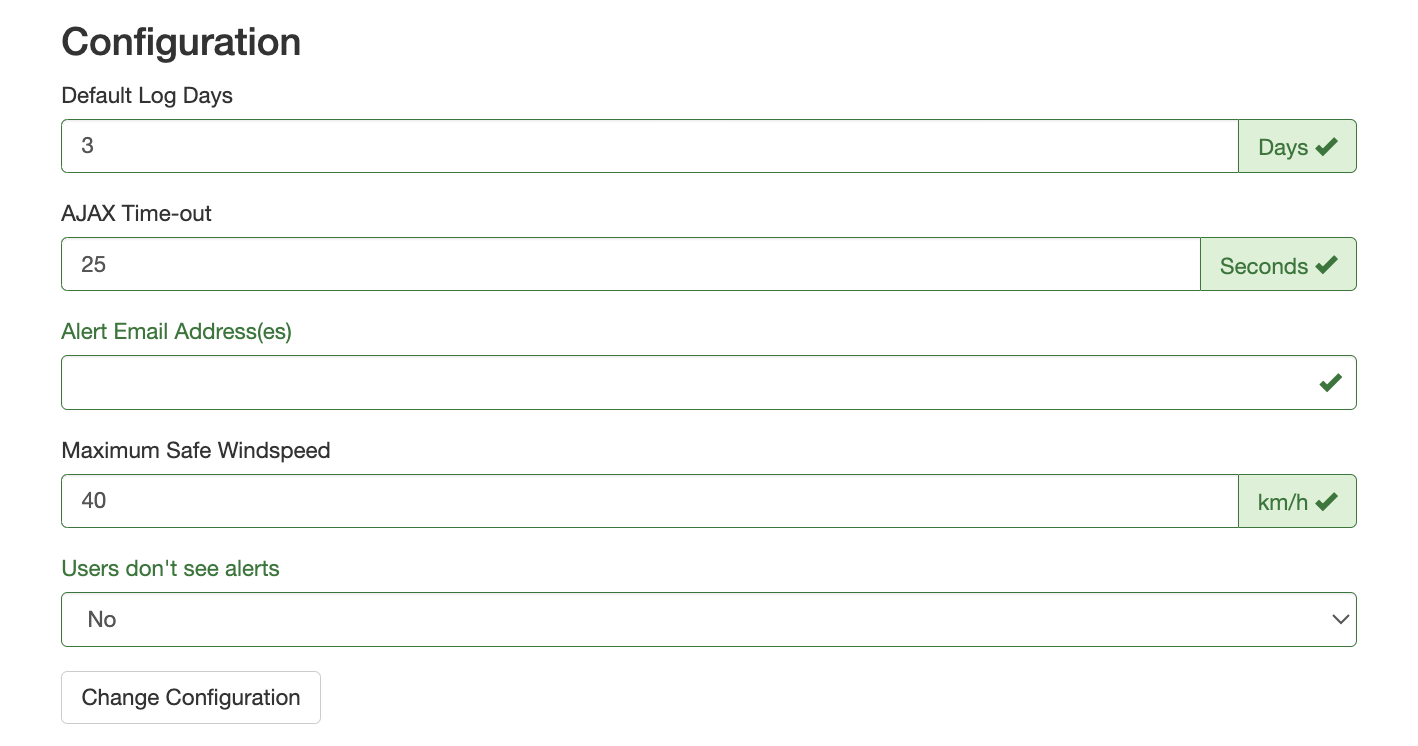 Configuration
Default Log Days
3
Days
AJAX Time-out
25
Seconds
Alert Email Address(es)
Maximum Safe Windspeed
40
km/h
Users don't see alerts
No
Change Configuration